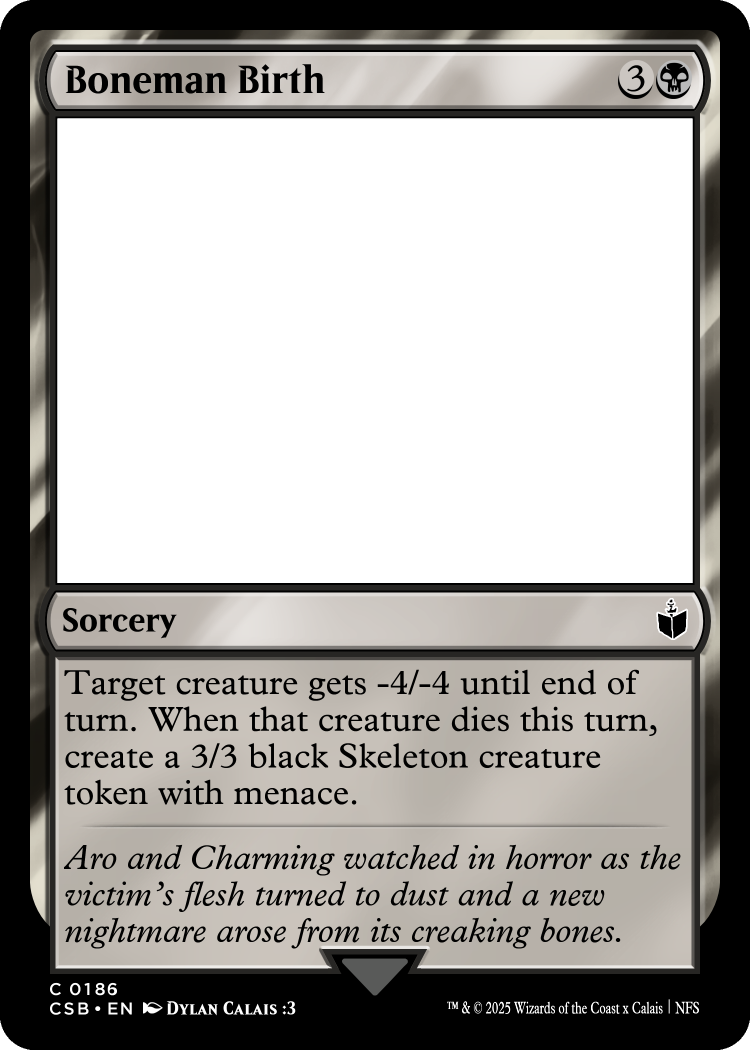 Boneman Birth 3
Sorcery
Target creature gets -4/-4 until end of
turn. When that creature dies this turn,
create a 3/3 black Skeleton creature
token with menace.
Aro and Charming watched in horror as the
victim's flesh turned to dust and a new
nightmare arose from its creaking bones.
C 0186
CSB • EN DYLAN CALAIS :3
™ & © 2025 Wizards of the Coast x Calais | NFS